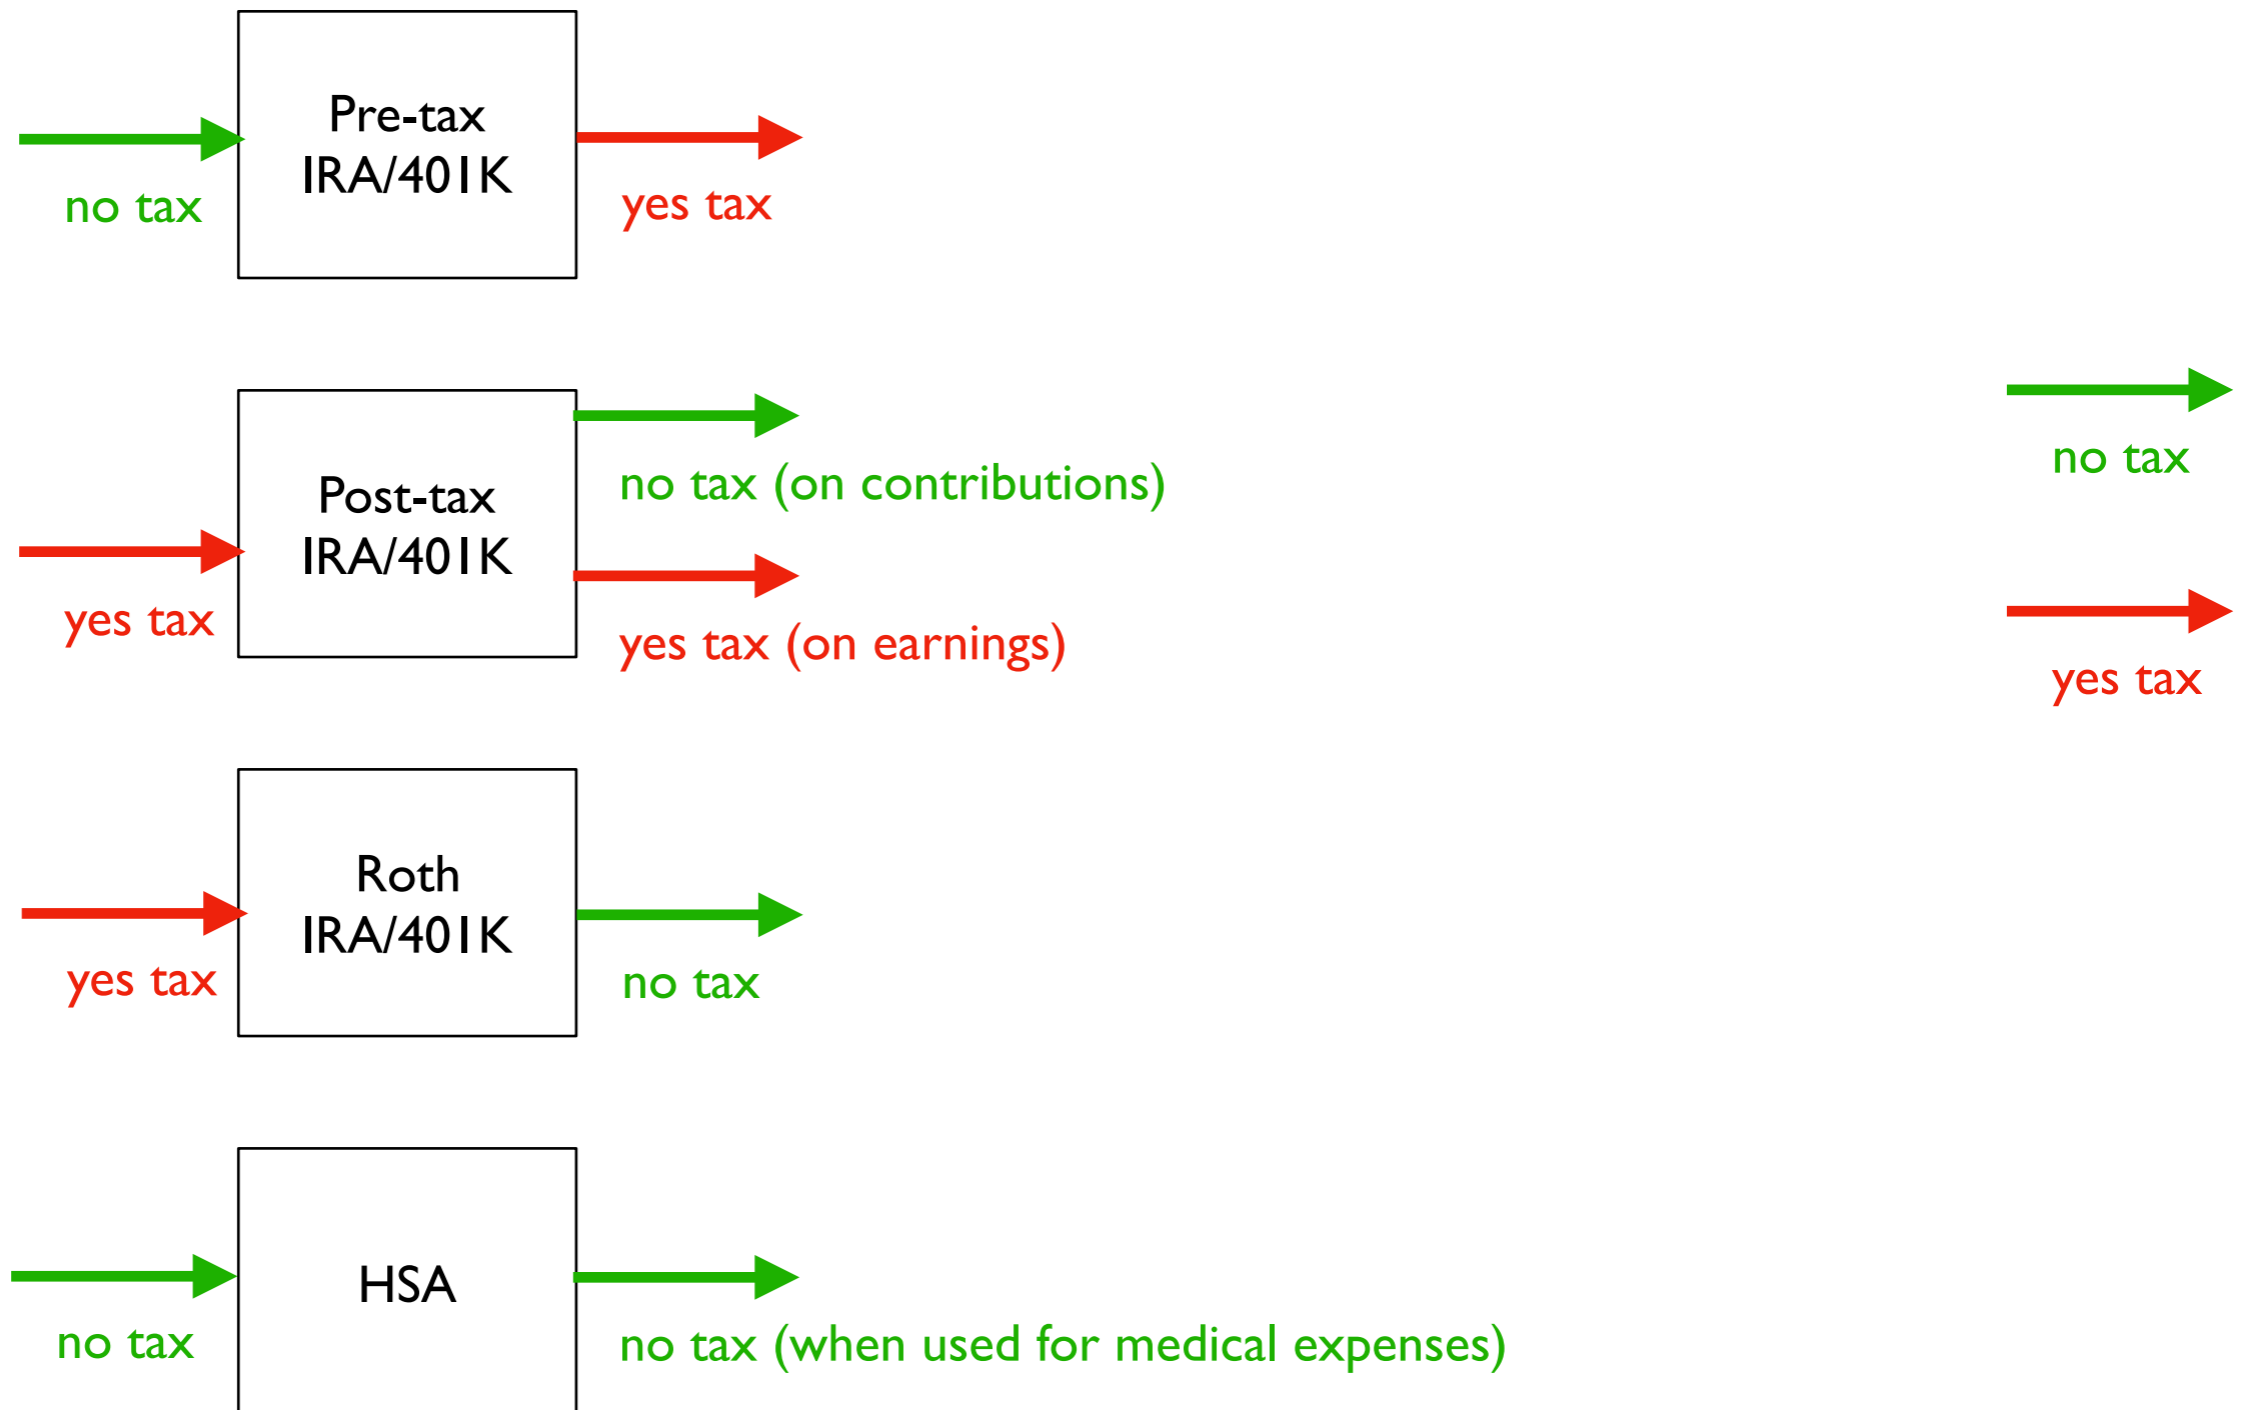 Pre-tax
IRA/401K
no tax
yes tax
Post-tax
IRA/401K
yes tax
no tax (on contributions)
yes tax (on earnings)
no tax
yes tax
Roth
IRA/401K
yes tax
no tax
HSA
no tax
no tax (when used for medical expenses)